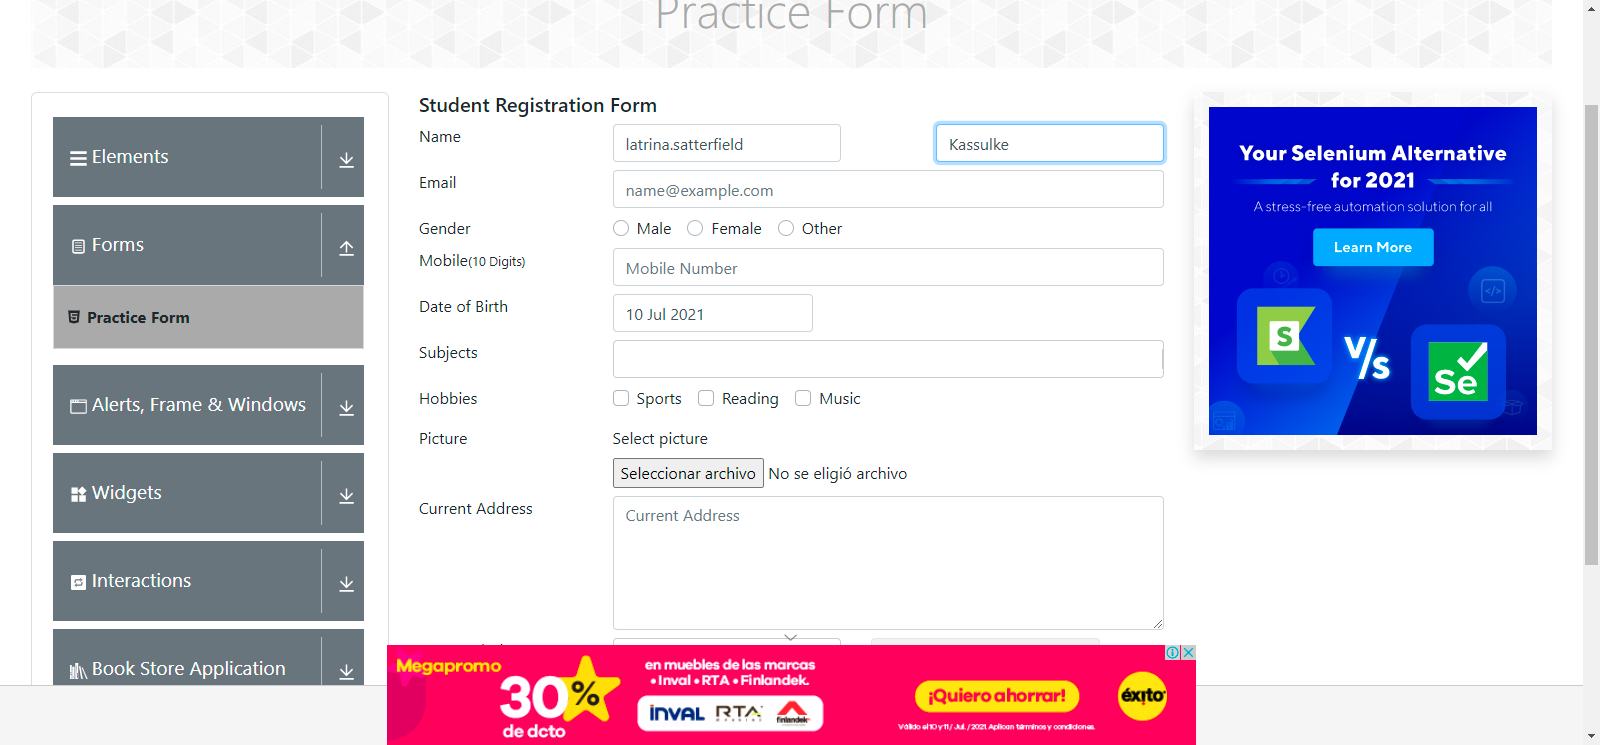 Practice Form
Elements
Forms
Practice Form
Alerts, Frame & Windows
Widgets
Interactions
Book Store Application
Student Registration Form
Name
latrina.satterfield
Kassulke
Email
name@example.com
Gender
Male
Female
Other
Mobile(10 Digits)
Mobile Number
Date of Birth
10 Jul 2021
Subjects
Hobbies
Sports
Reading
Music
Picture
Select picture
Seleccionar archivo
No se eligió archivo
Current Address
Current Address
Your Selenium Alternative
for 2021
A stress-free automation solution for all
Learn More
S
V/s
Se
Megapromo
30%
de dcto
en muebles de las marcas
• Inval • RTA • Finlandek.
INVAL
RTA
finlandek
¡Quiero ahorrar!
éxito
Válido el 10 y 11 / Jul. / 2021. Aplican términos y condiciones.